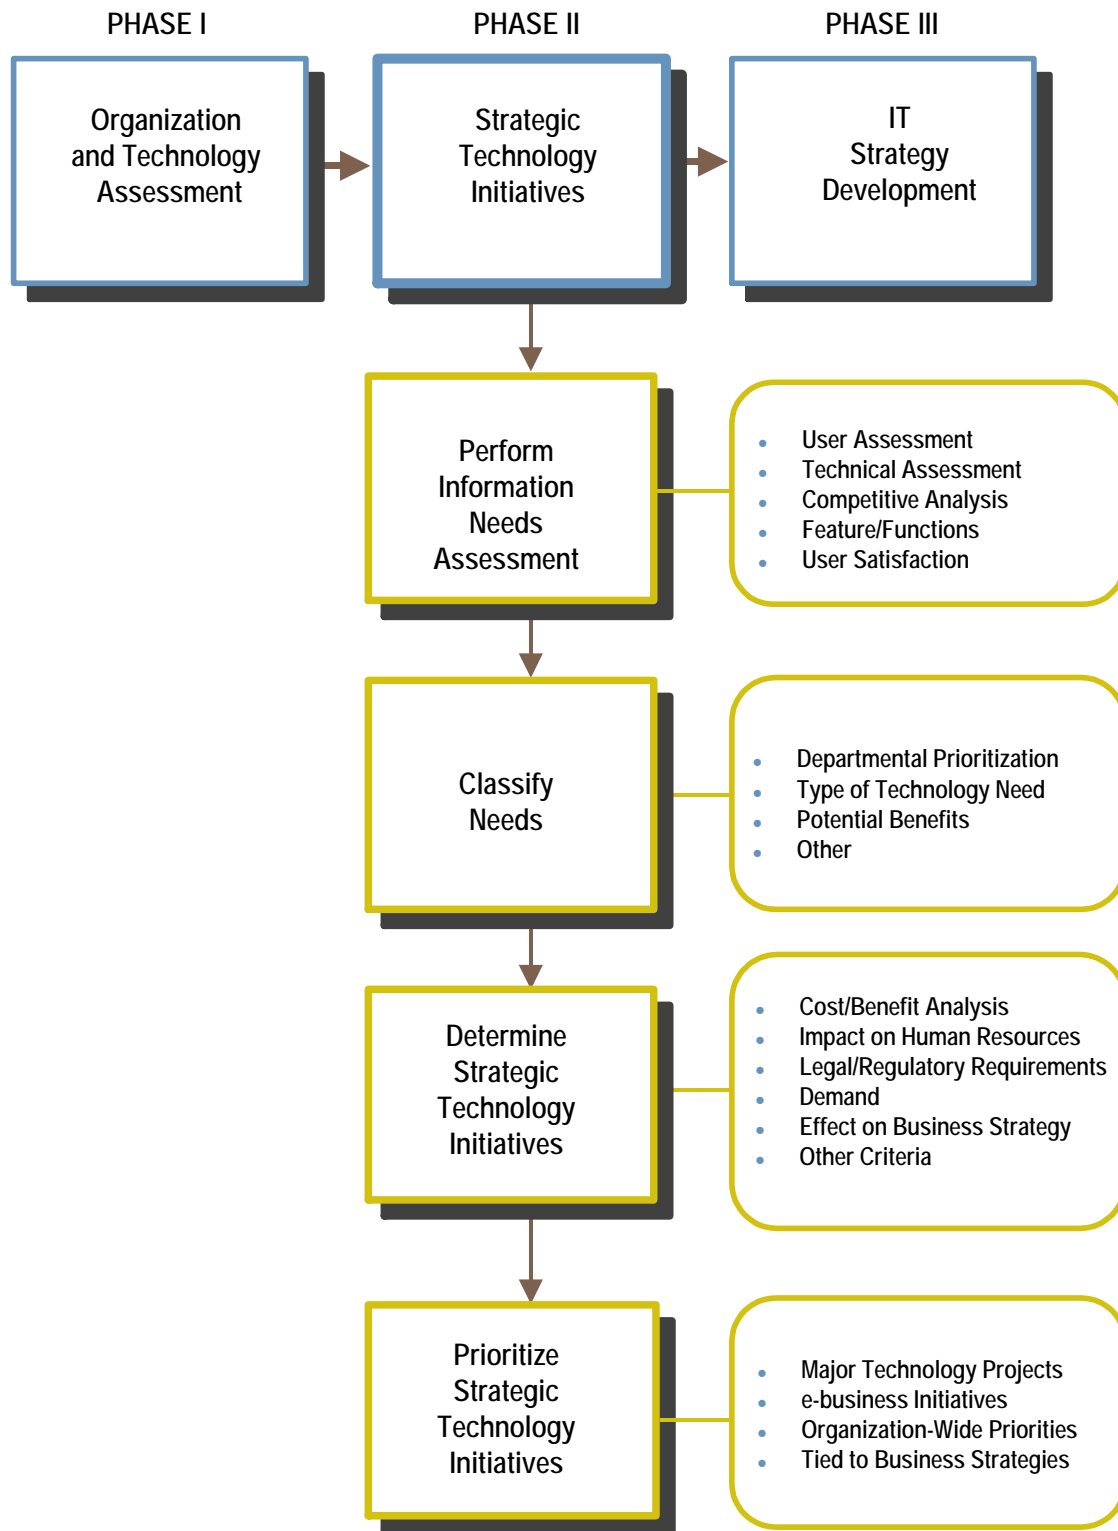 PHASE I
PHASE II
PHASE III
Organization
and Technology
Assessment
Strategic
Technology
Initiatives
IT
Strategy
Development
Perform
Information
Needs
Assessment
User Assessment
Technical Assessment
Competitive Analysis
Feature/Functions
User Satisfaction
Classify
Needs
Departmental Prioritization
Type of Technology Need
Potential Benefits
Other
Determine
Strategic
Technology
Initiatives
Cost/Benefit Analysis
Impact on Human Resources
Legal/Regulatory Requirements
Demand
Effect on Business Strategy
Other Criteria
Prioritize
Strategic
Technology
Initiatives
Major Technology Projects
e-business Initiatives
Organization-Wide Priorities
Tied to Business Strategies